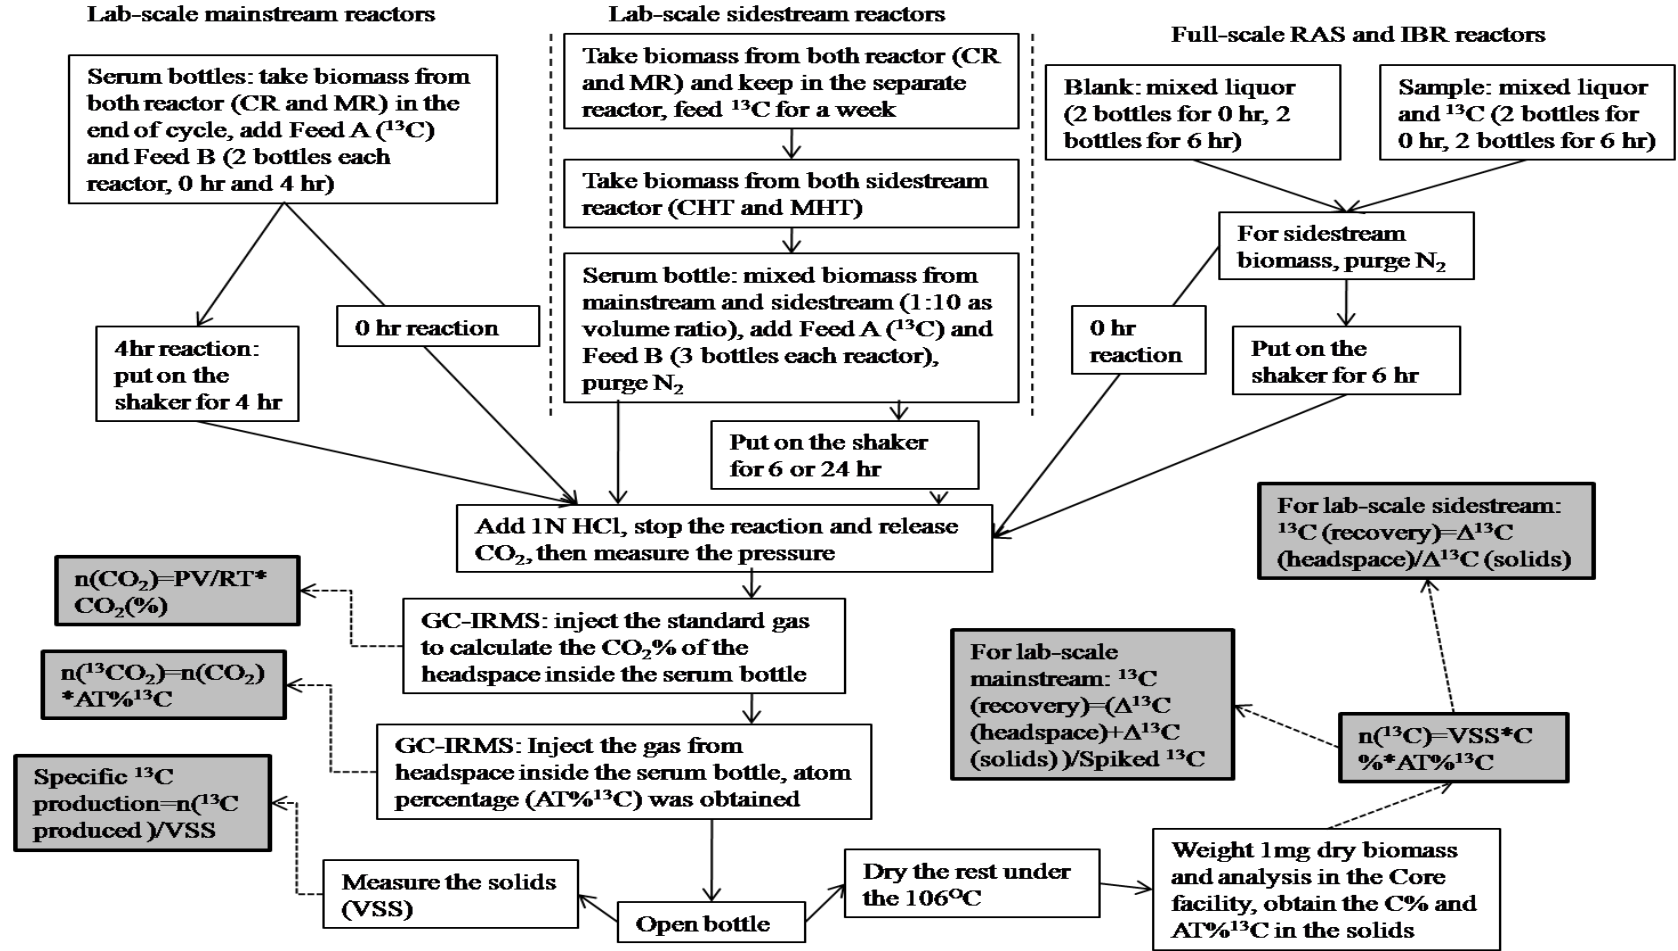 Lab-scale mainstream reactors
Serum bottles: take biomass from
both reactor (CR and MR) in the
end of cycle, add Feed A (¹³C)
and Feed B (2 bottles each
reactor, 0 hr and 4 hr)
0 hr reaction
4hr reaction:
put on the
shaker for 4 hr
Lab-scale sidestream reactors
Take biomass from both reactor (CR
and MR) and keep in the separate
reactor, feed ¹³C for a week
Take biomass from both sidestream
reactor (CHT and MHT)
Serum bottle: mixed biomass from
mainstream and sidestream (1:10 as
volume ratio), add Feed A (¹³C) and
Feed B (3 bottles each reactor),
purge N₂
Put on the shaker
for 6 or 24 hr
Full-scale RAS and IBR reactors
Blank: mixed liquor
(2 bottles for 0 hr, 2
bottles for 6 hr)
Sample: mixed liquor
and ¹³C (2 bottles for
0 hr, 2 bottles for 6 hr)
For sidestream
biomass, purge N₂
0 hr
reaction
Put on the
shaker for 6 hr
Add 1N HCl, stop the reaction and release
CO₂, then measure the pressure
n(CO₂)=PV/RT*
CO₂(%)
GC-IRMS: inject the standard gas
to calculate the CO₂% of the
headspace inside the serum bottle
n(¹³CO₂)=n(CO₂)
*AT%¹³C
GC-IRMS: Inject the gas from
headspace inside the serum bottle, atom
percentage (AT%¹³C) was obtained
Specific ¹³C
production=n(¹³C
produced )/VSS
Measure the solids
(VSS)
Open bottle
Dry the rest under
the 106ᴼC
Weight 1mg dry biomass
and analysis in the Core
facility, obtain the C% and
AT%¹³C in the solids
n(¹³C)=VSS*C
%*AT%¹³C
For lab-scale
mainstream: ¹³C
(recovery)=(Δ¹³C
(headspace)+Δ¹³C
(solids) )/Spiked ¹³C
For lab-scale sidestream:
¹³C (recovery)=Δ¹³C
(headspace)/Δ¹³C (solids)